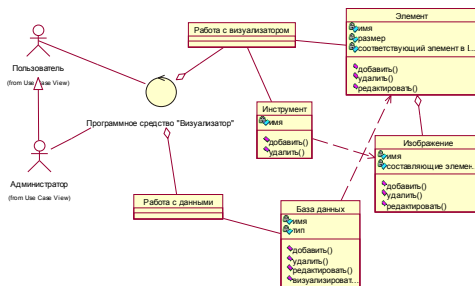 Пользователь
(from Use Case View)
Администратор
(from Use Case View)
Программное средство "Визуализатор"
Работа с визуализатором
Работа с данными
Элемент
имя
размер
соответствующий элемент в
добавить()
удалить()
редактировать()
Инструмент
имя
добавить()
удалить()
Изображение
имя
составляющие элемен..
добавить()
удалить()
редактировать()
База данных
имя
тип
добавить()
удалить()
редактировать()
визуализироват...